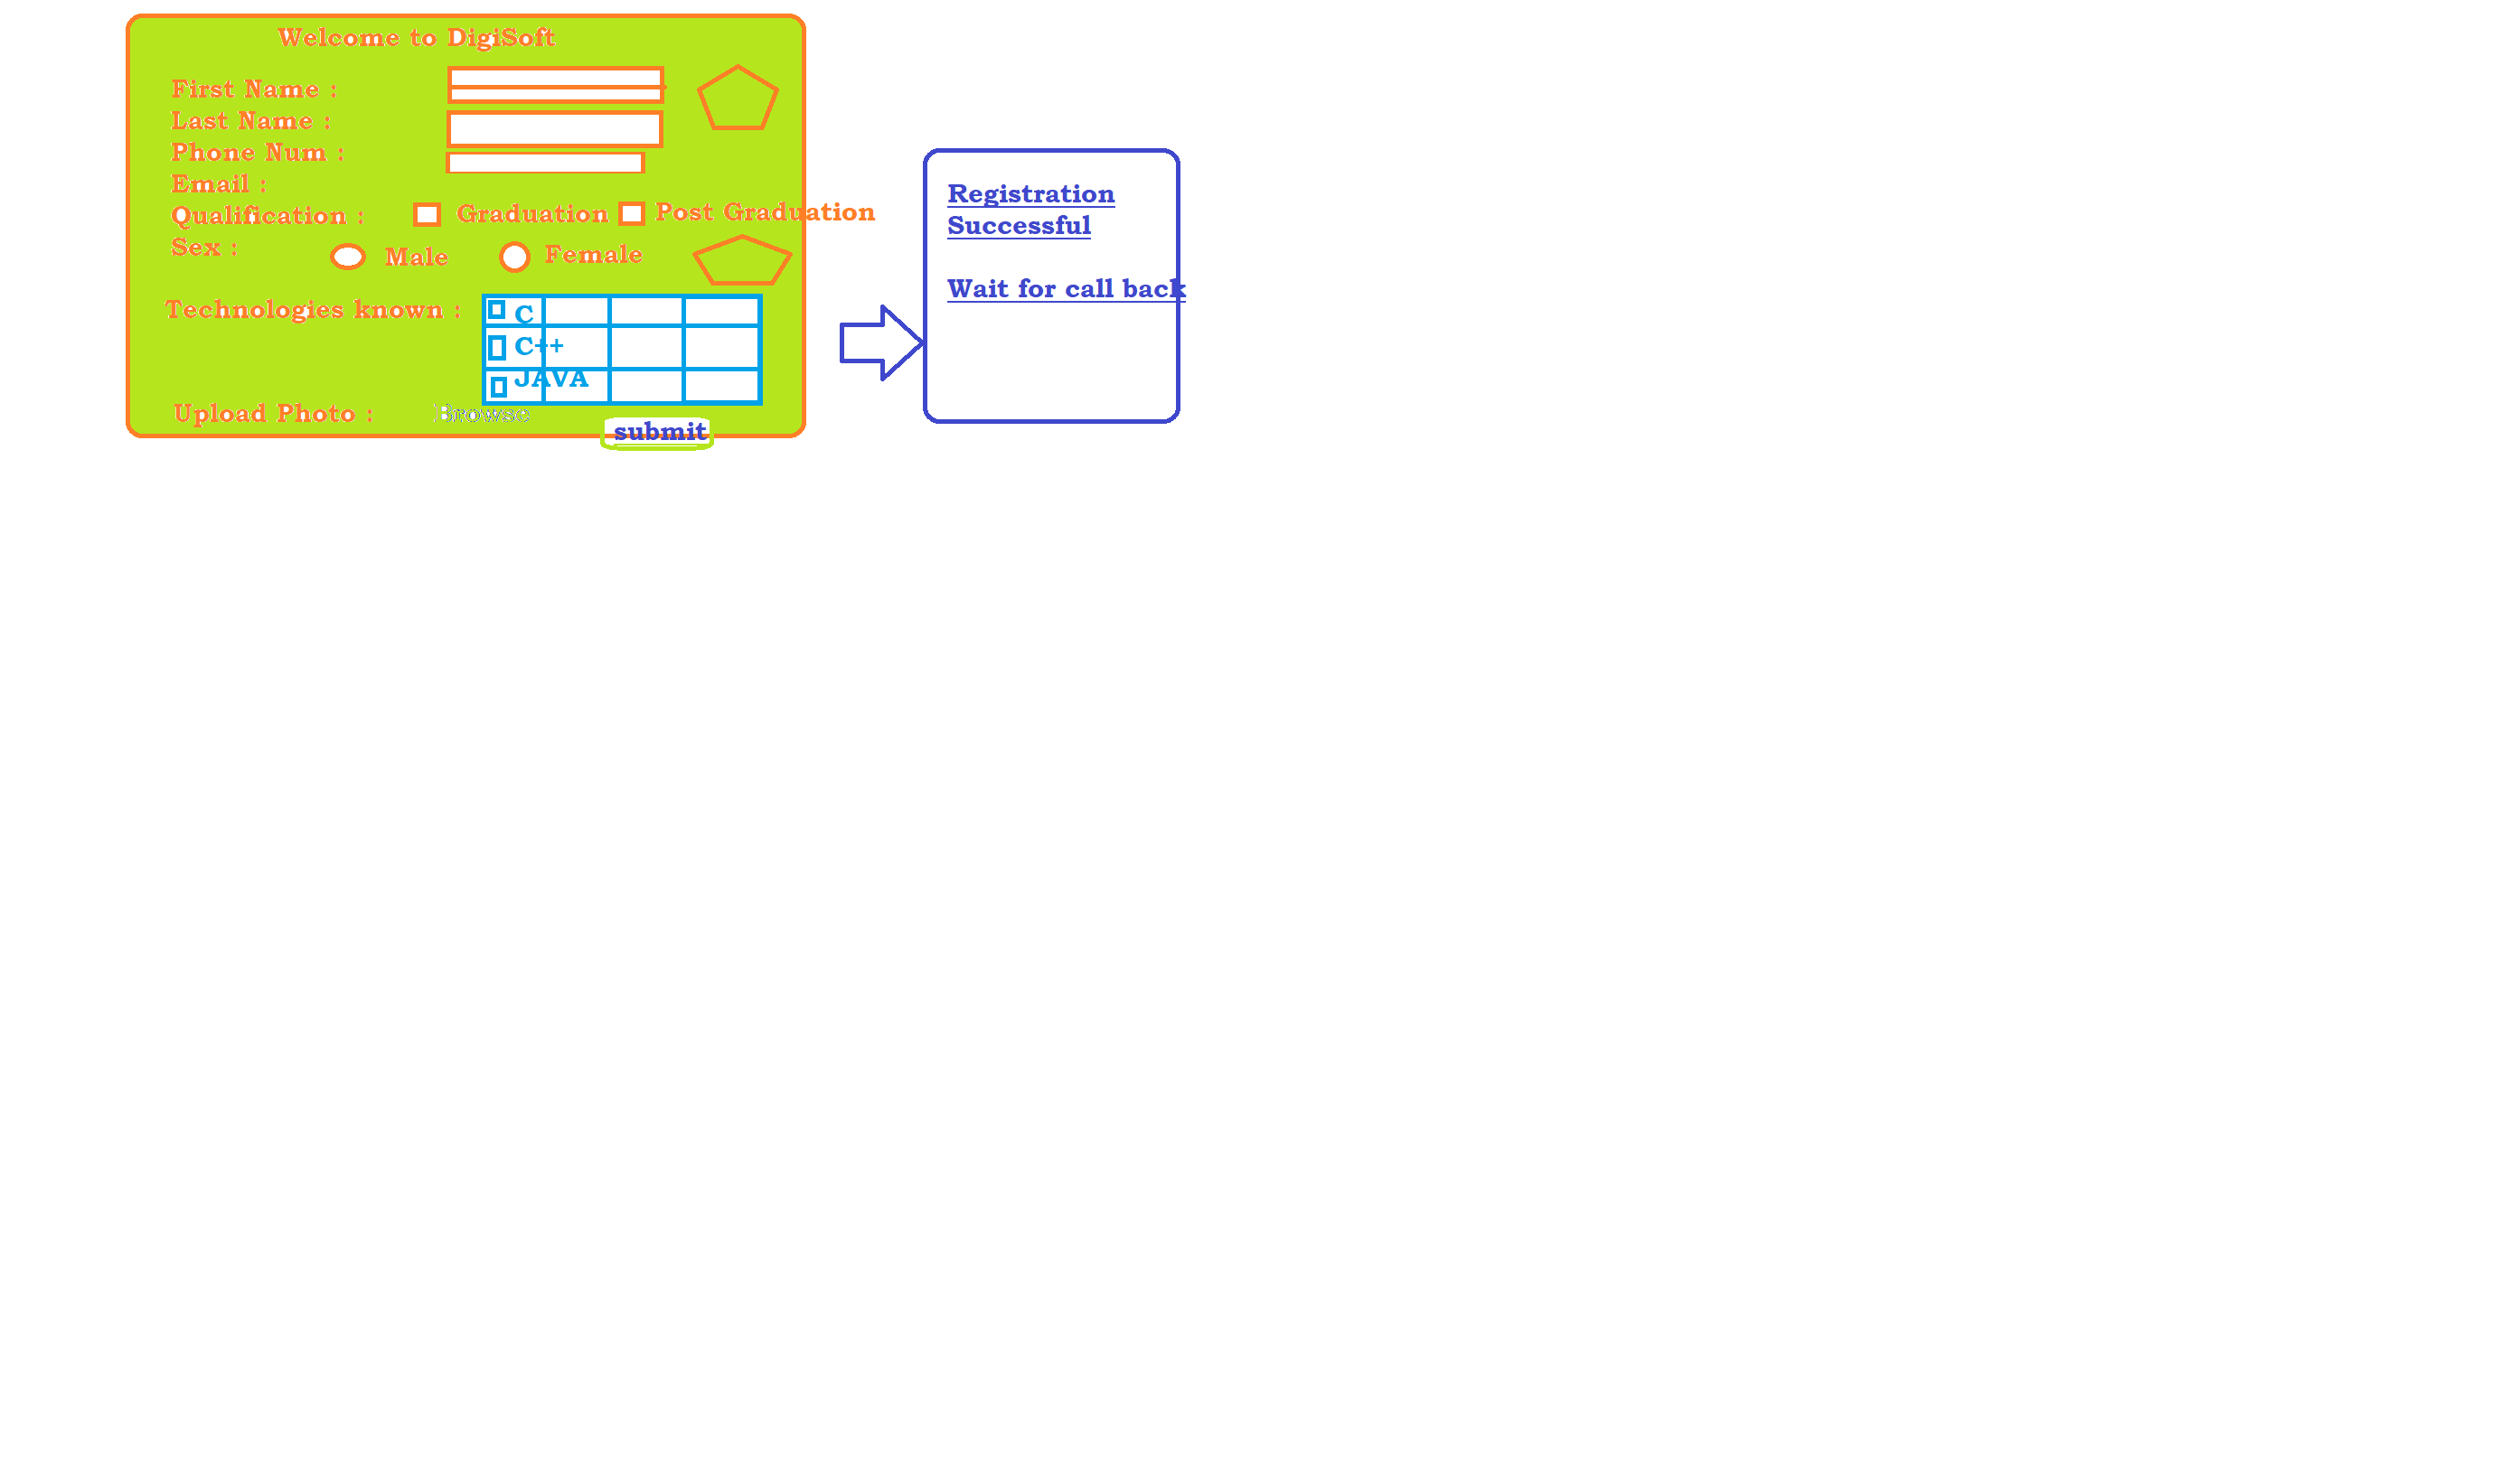 Welcome to DigiSoft
First Name :
Last Name :
Phone Num :
Email :
Qualification : Graduation Post Graduation
Sex : Male Female
Technologies known : C
C++
JAVA
Upload Photo : Browse
submit
Registration
Successful
Wait for call back